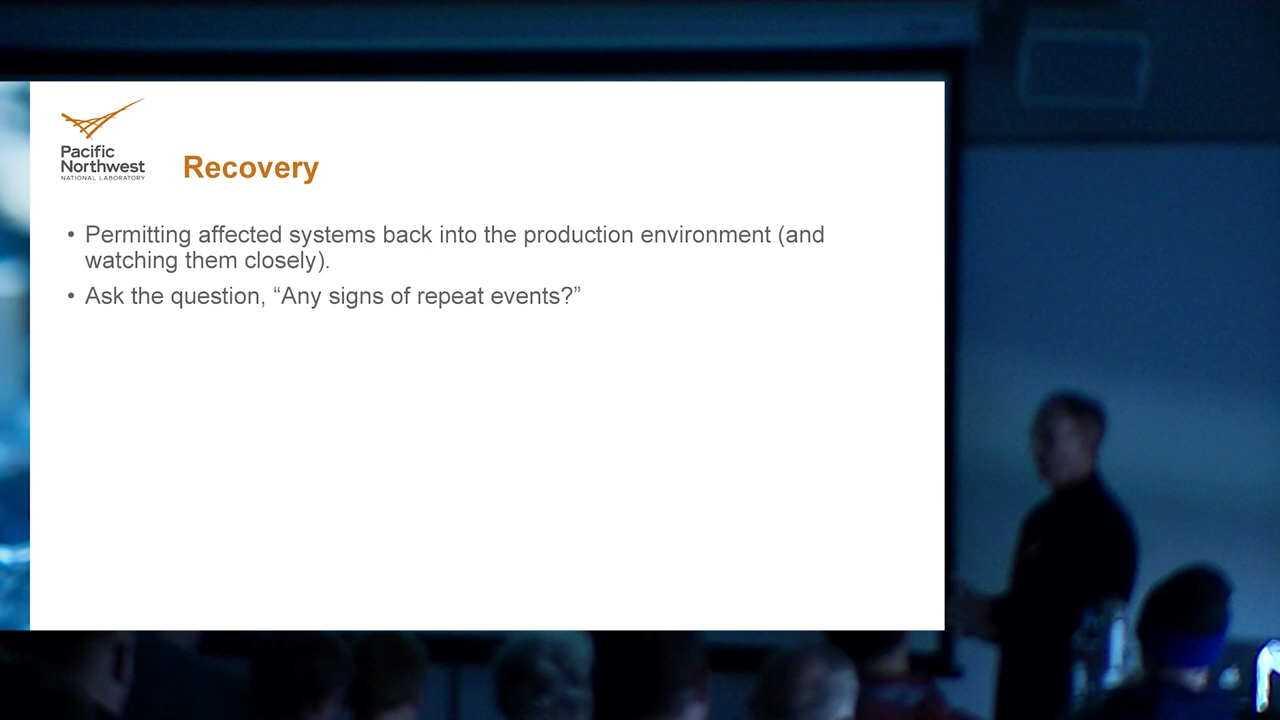 Pacific
Northwest
NATIONAL LABORATORY
Recovery
• Permitting affected systems back into the production environment (and
watching them closely).
• Ask the question, “Any signs of repeat events?”